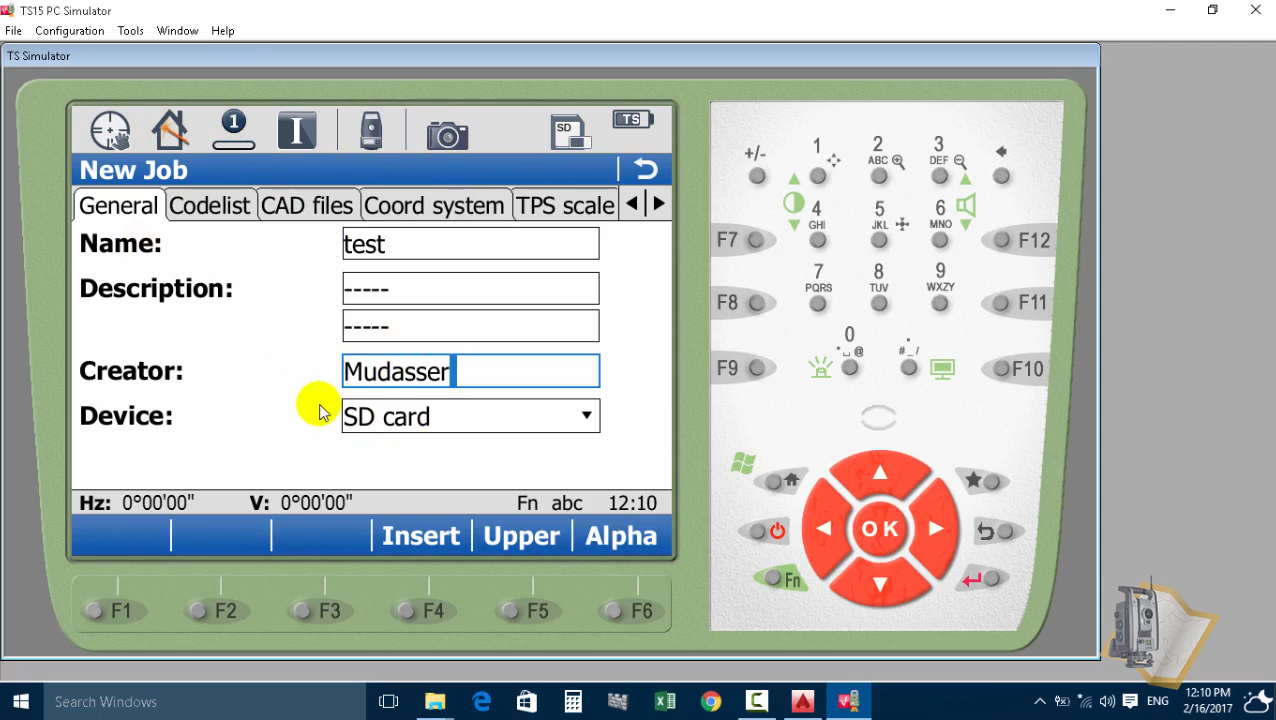 TS15 PC Simulator
File Configuration Tools Window Help
TS Simulator
1 I SD TS
New Job
General Codelist CAD files Coord system TPS scale
Name: test
Description: -----
-----
Creator: Mudasser
Device: SD card
Hz: 0°00'00" V: 0°00'00" Fn abc 12:10
Insert Upper Alpha
F1 F2 F3 F4 F5 F6
+/- 1 2 ABC 3 DEF
F7 4 GHI 5 JKL 6 MNO F12
F8 7 PQRS 8 TUV 9 WXZY F11
F9 0 * ␣ @ . # _ / F10
OK
Fn
Search Windows
ENG
12:10 PM
2/16/2017